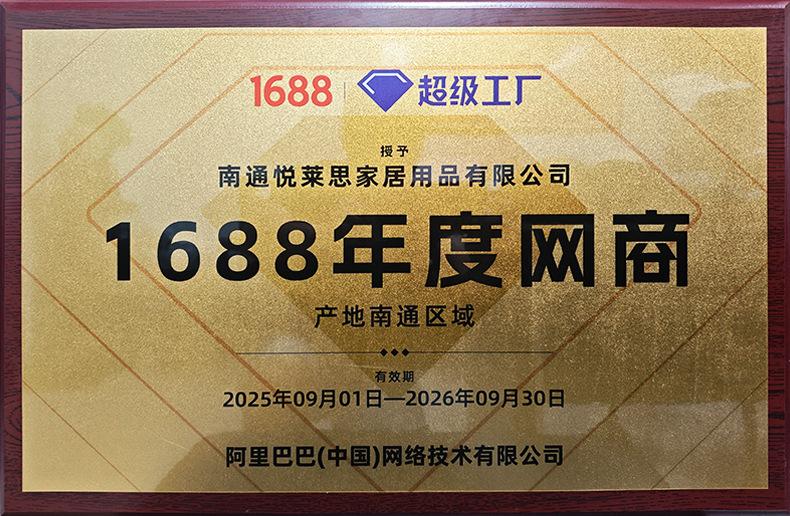 1688 超级工厂
授予
南通悦莱思家居用品有限公司
1688年度网商
产地南通区域
有效期
2025年09月01日—2026年09月30日
阿里巴巴(中国)网络技术有限公司